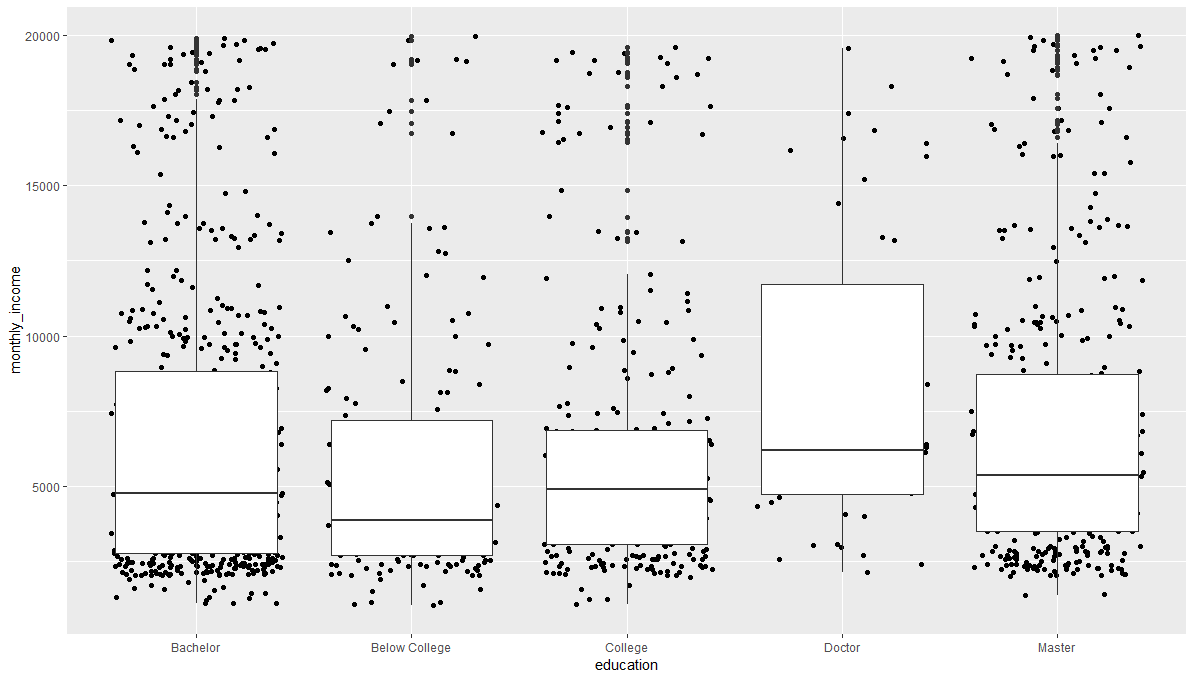 monthly_income
20000
15000
10000
5000
Bachelor
Below College
College
Doctor
Master
education